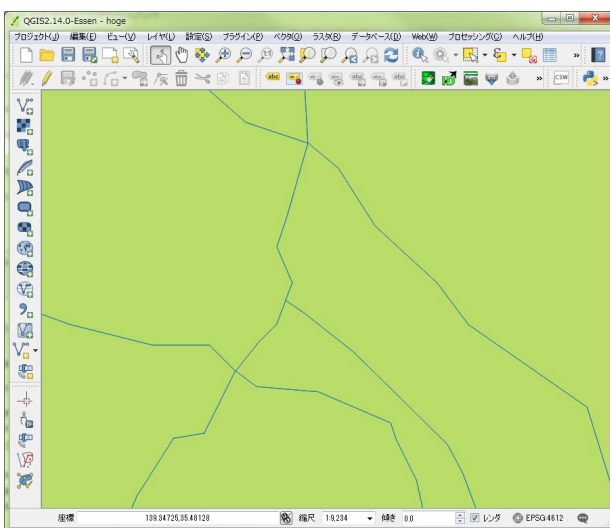 QGIS2.14.0-Essen - hoge
プロジェクト(J) 編集(E) ビュー(V) レイヤ(L) 設定(S) プラグイン(P) ベクタ(O) ラスタ(R) データベース(D) Web(W) プロセッシング(C) ヘルプ(H)
abc CSW
座標 139.34725,35.48128 縮尺 1:9,234 傾き 0.0 レンダ EPSG:4612